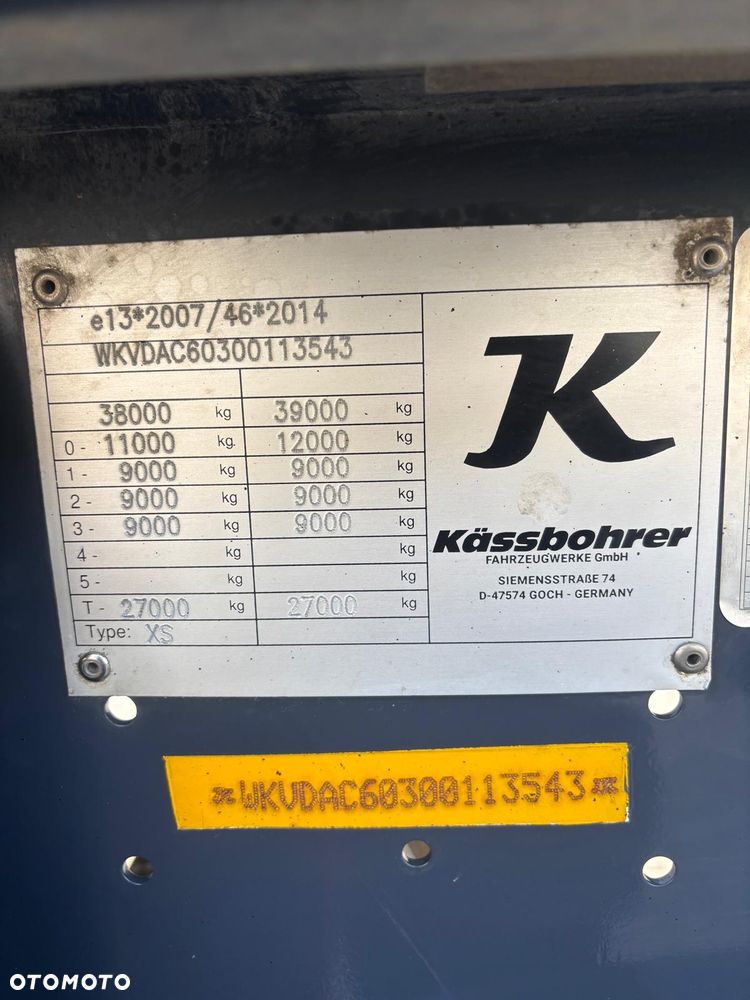 e13*2007/46*2014
WKVDAC60300113543
38000 kg 39000 kg
0- 11000 kg. 12000 kg
1- 9000 kg 9000 kg
2- 9000 kg 9000 kg
3- 9000 kg 9000 kg
4- kg kg
5- kg kg
T- 27000 kg 27000 kg
Type: XS
K
Kässbohrer
FAHRZEUGWERKE GmbH
SIEMENSSTRAßE 74
D-47574 GOCH - GERMANY
WKVDAC60300113543
OTOMOTO